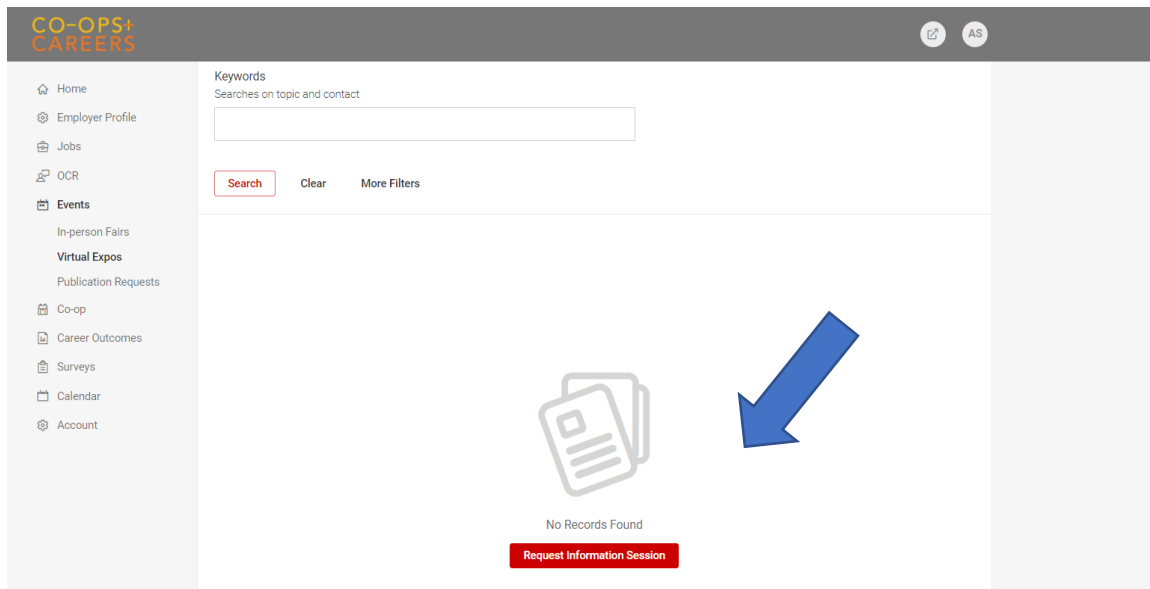 CO-OPS+
CAREERS
AS
Home
Employer Profile
Jobs
OCR
Events
In-person Fairs
Virtual Expos
Publication Requests
Co-op
Career Outcomes
Surveys
Calendar
Account
Keywords
Searches on topic and contact
Search Clear More Filters
No Records Found
Request Information Session